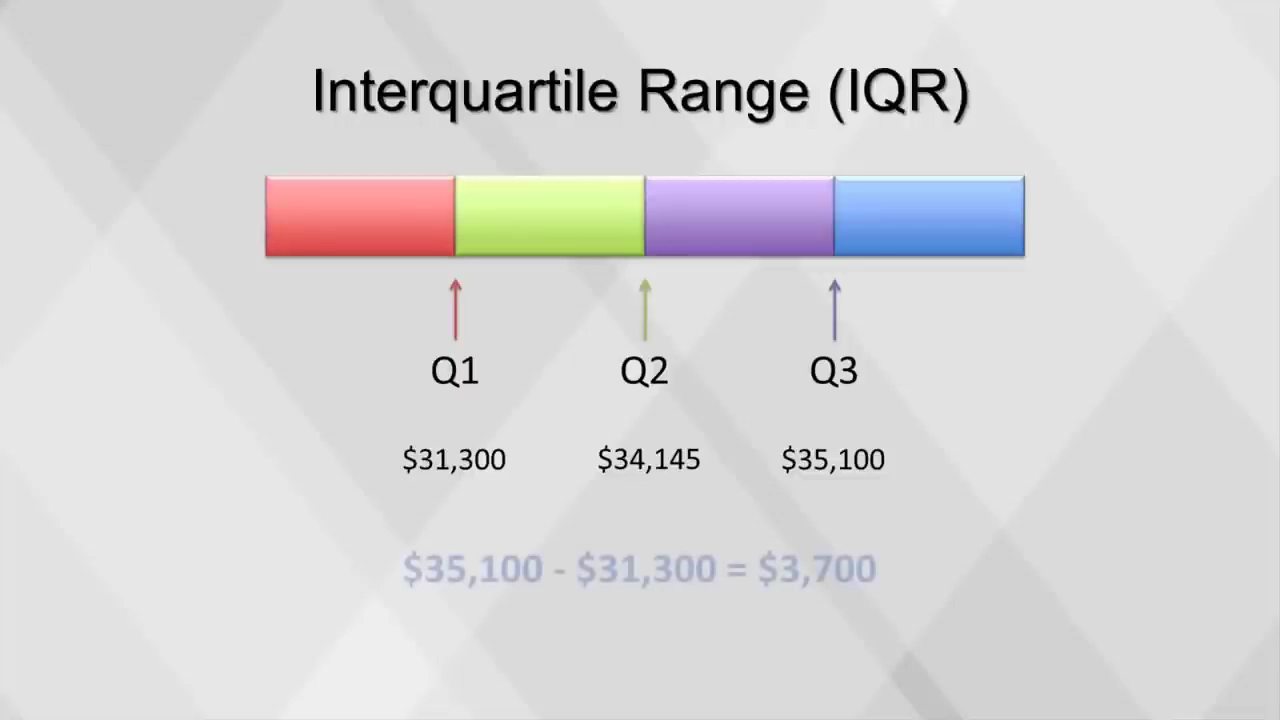 Interquartile Range (IQR)
Q1 Q2 Q3
$31,300 $34,145 $35,100
$35,100 - $31,300 = $3,700